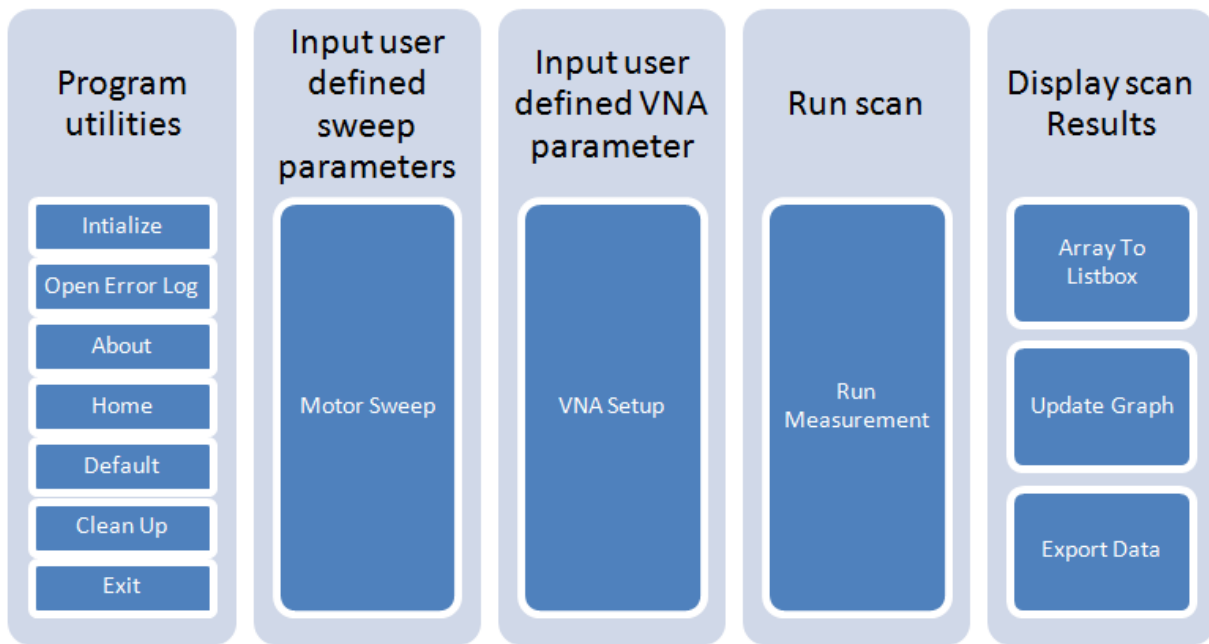 Program
utilities
Intialize
Open Error Log
About
Home
Default
Clean Up
Exit
Input user
defined
sweep
parameters
Motor Sweep
Input user
defined VNA
parameter
VNA Setup
Run scan
Run
Measurement
Display scan
Results
Array To
Listbox
Update Graph
Export Data